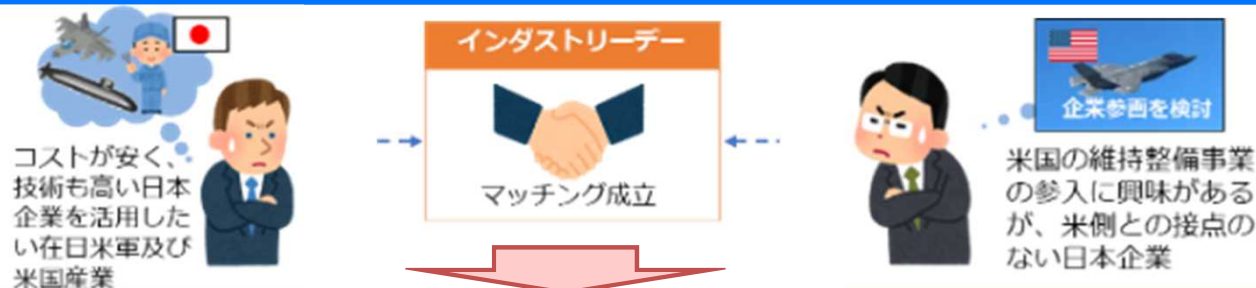 インダストリーデー
マッチング成立
コストが安く、
技術も高い日本
企業を活用した
い在日米軍及び
米国産業
企業参画を検討
米国の維持整備事業
の参入に興味がある
が、米側との接点の
ない日本企業